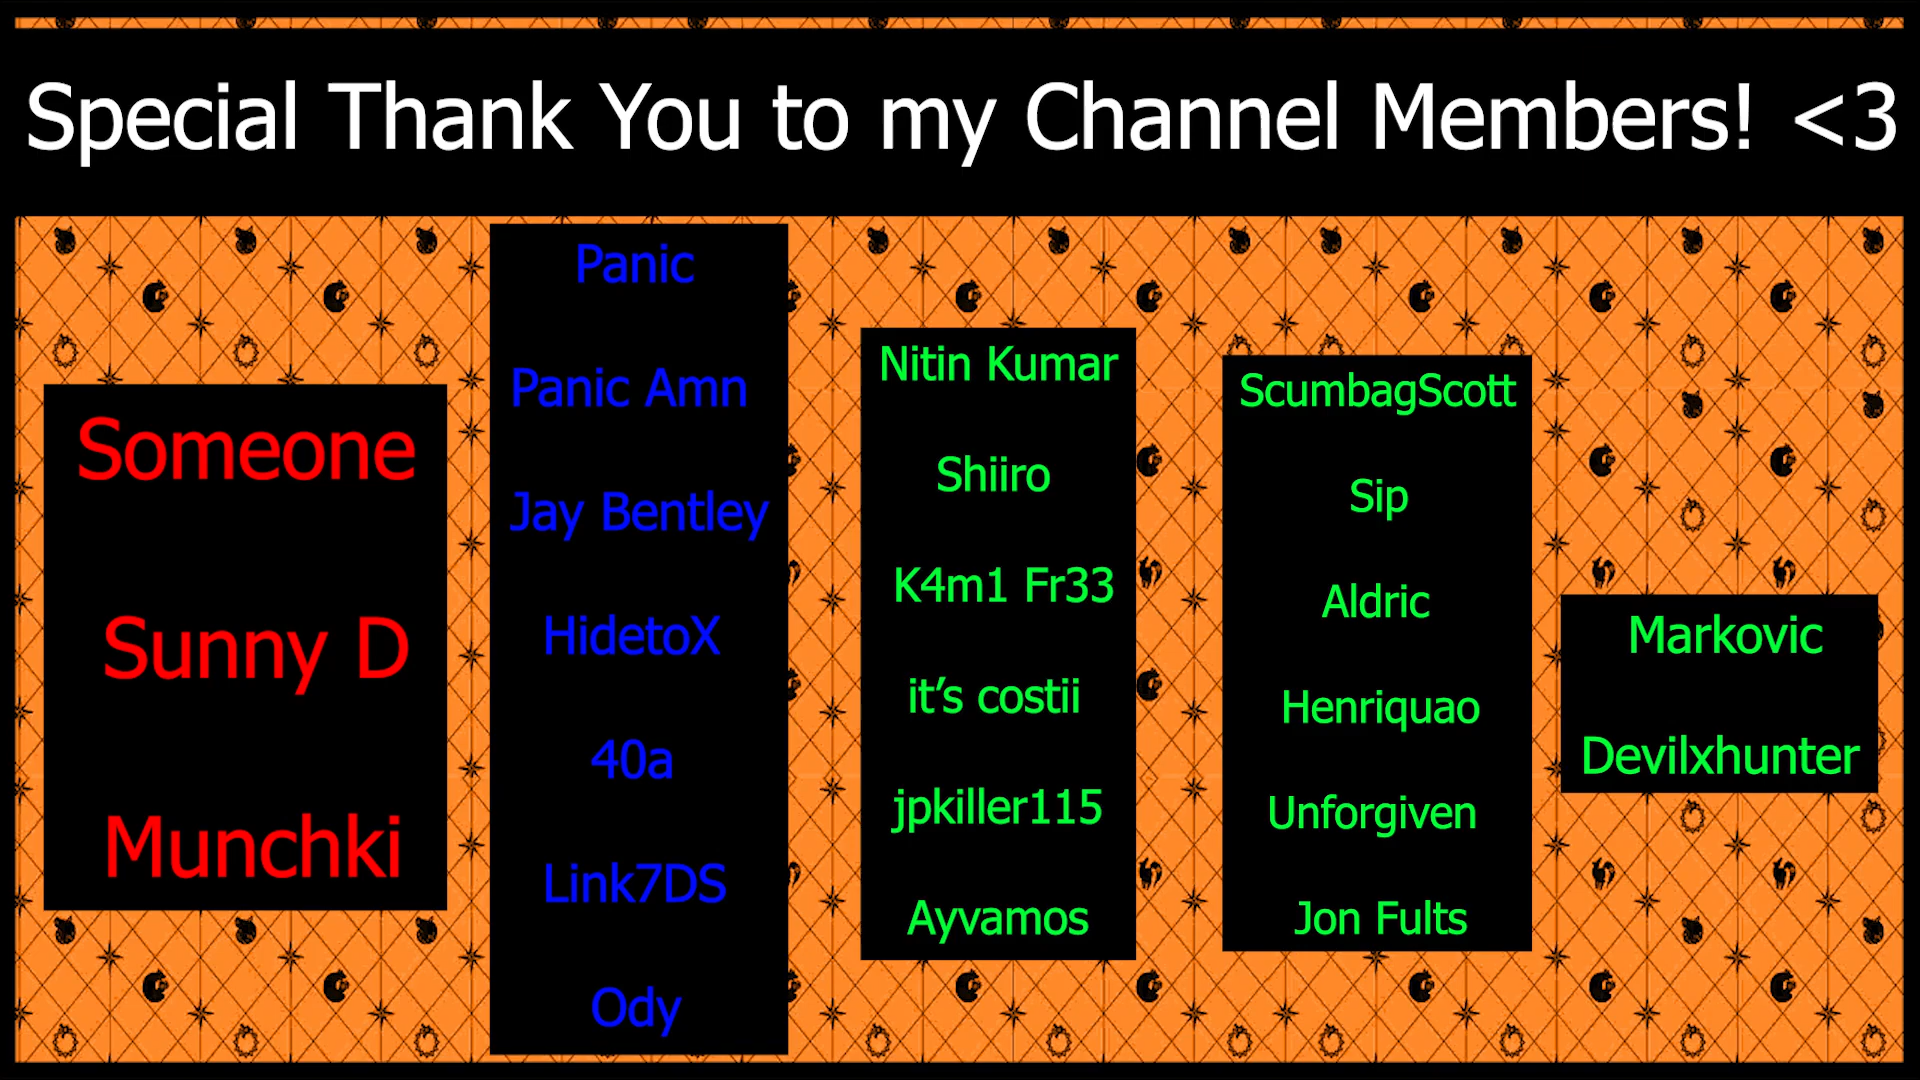 Special Thank You to my Channel Members! <3
Someone
Sunny D
Munchki
Panic
Panic Amn
Jay Bentley
HidetoX
40a
Link7DS
Ody
Nitin Kumar
Shiiro
K4m1 Fr33
it’s costii
jpkiller115
Ayvamos
ScumbagScott
Sip
Aldric
Henriquao
Unforgiven
Jon Fults
Markovic
Devilxhunter